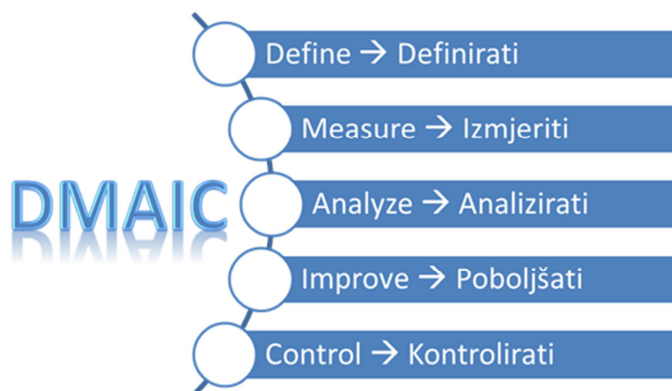 DMAIC
Define → Definirati
Measure → Izmjeriti
Analyze → Analizirati
Improve → Poboljšati
Control → Kontrolirati